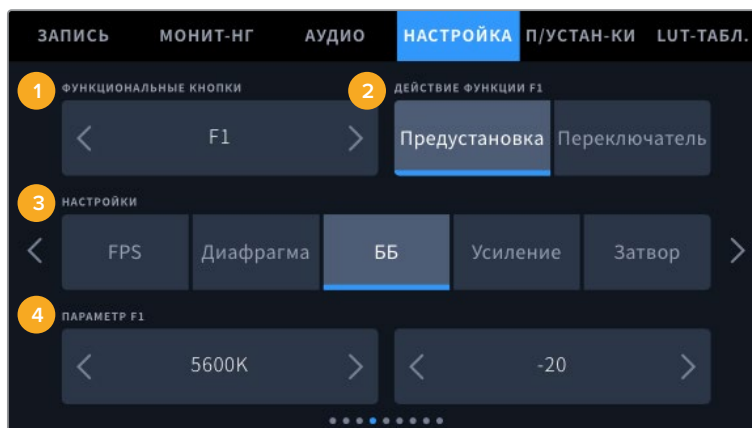 ЗАПИСЬ МОНИТ-НГ АУДИО НАСТРОЙКА П/УСТАН-КИ LUT-ТАБЛ.
1 ФУНКЦИОНАЛЬНЫЕ КНОПКИ 2 ДЕЙСТВИЕ ФУНКЦИИ F1
F1 Предустановка Переключатель
3 НАСТРОЙКИ
FPS Диафрагма ББ Усиление Затвор
4 ПАРАМЕТР F1
5600K -20